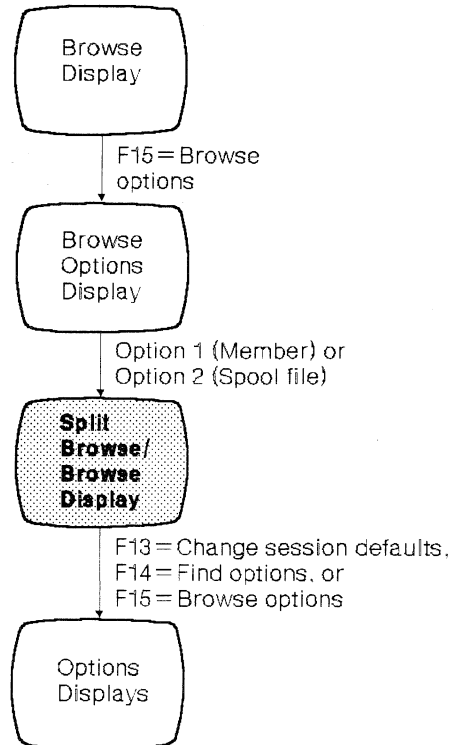 Browse
Display
F15=Browse
options
Browse
Options
Display
Option 1 (Member) or
Option 2 (Spool file)
Split
Browse/
Browse
Display
F13=Change session defaults,
F14=Find options, or
F15=Browse options
Options
Displays